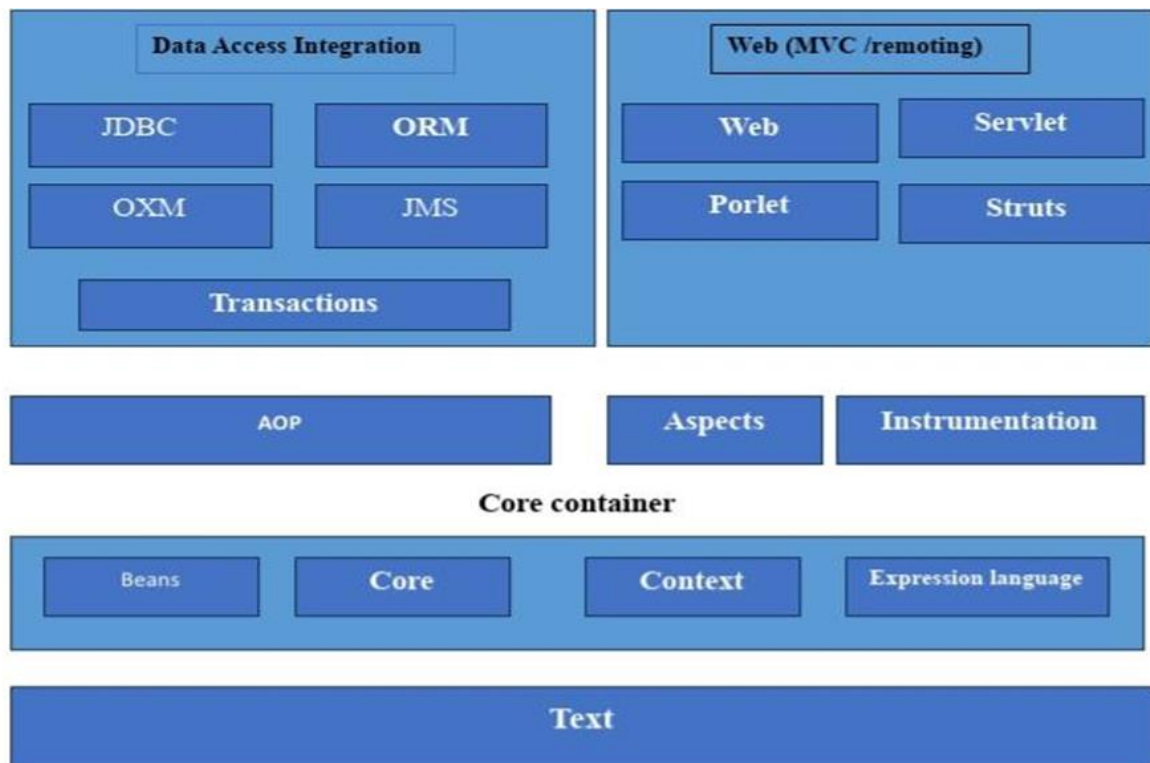 Data Access Integration
JDBC
ORM
OXM
JMS
Transactions
Web (MVC /remoting)
Web
Servlet
Porlet
Struts
AOP
Aspects
Instrumentation
Core container
Beans
Core
Context
Expression language
Text